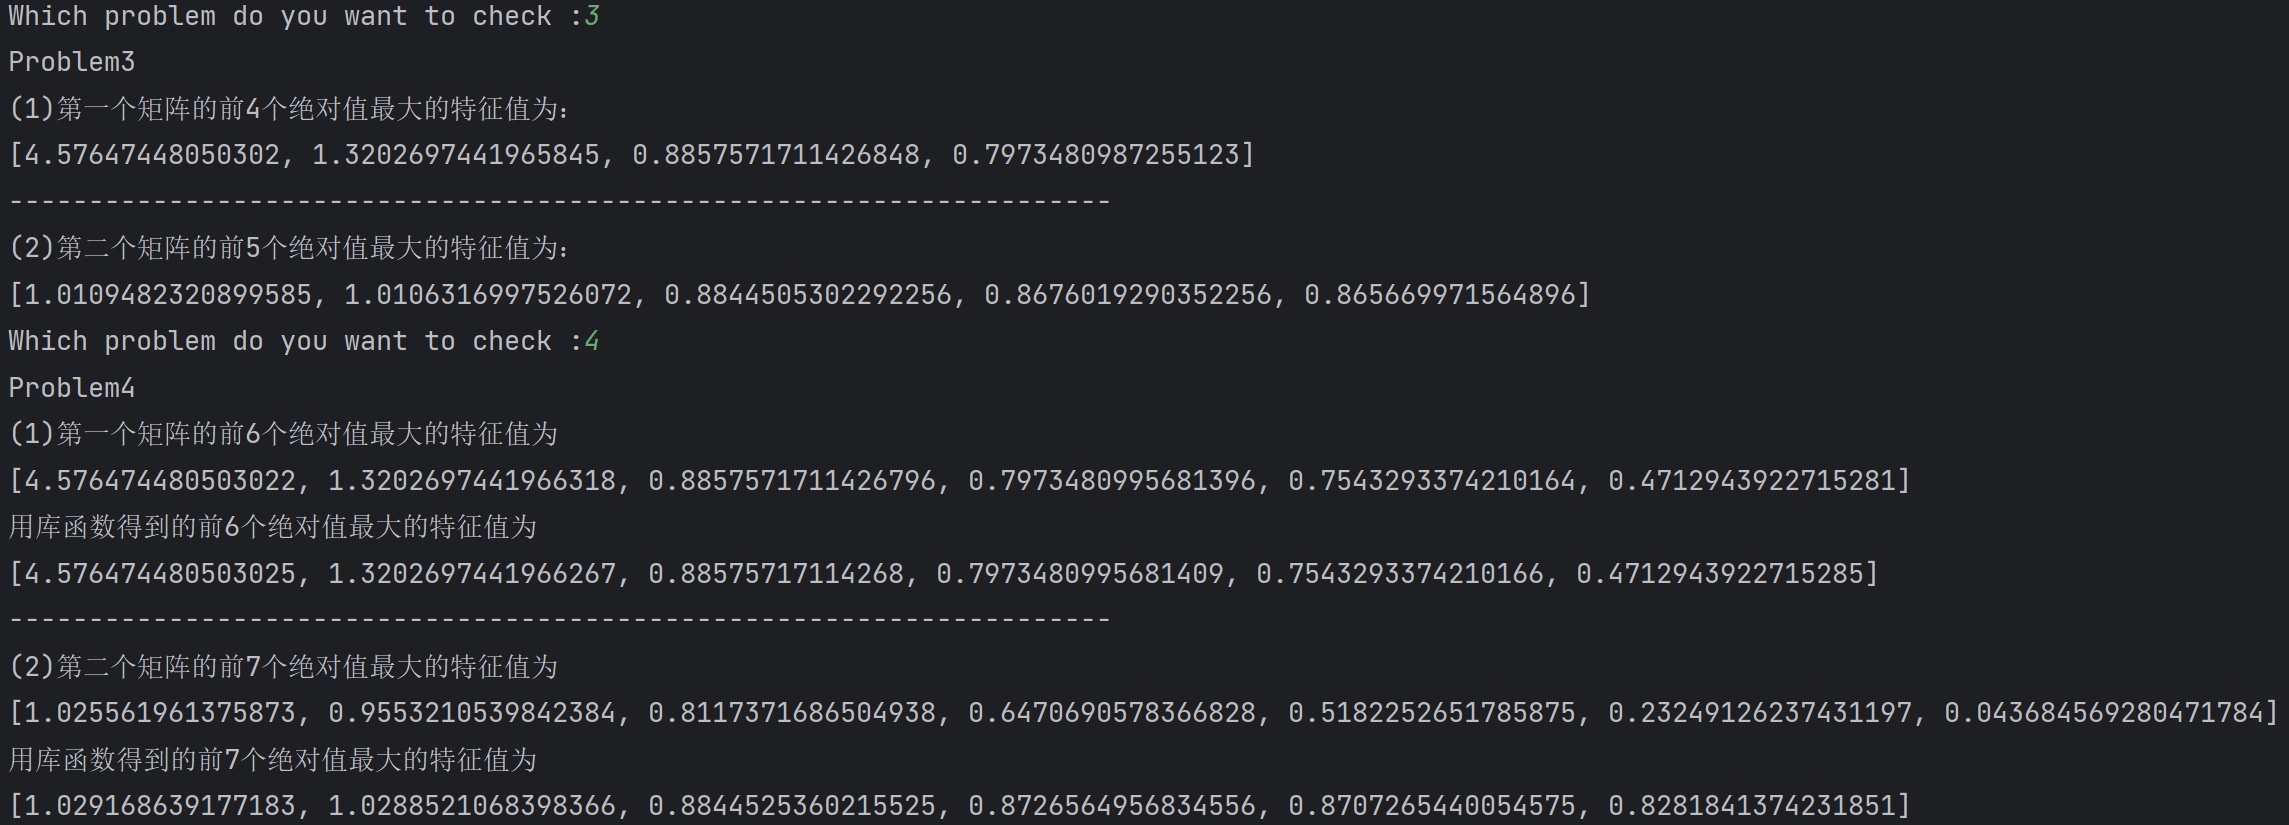 Which problem do you want to check :3
Problem3
(1)第一个矩阵的前4个绝对值最大的特征值为:
[4.57647448050302, 1.3202697441965845, 0.8857571711426848, 0.7973480987255123]
---------------------------------------------------------------------
(2)第二个矩阵的前5个绝对值最大的特征值为:
[1.0109482320899585, 1.0106316997526072, 0.8844505302292256, 0.8676019290352256, 0.865669971564896]
Which problem do you want to check :4
Problem4
(1)第一个矩阵的前6个绝对值最大的特征值为
[4.576474480503022, 1.3202697441966318, 0.8857571711426796, 0.7973480995681396, 0.7543293374210164, 0.4712943922715281]
用库函数得到的前6个绝对值最大的特征值为
[4.576474480503025, 1.3202697441966267, 0.88575717114268, 0.7973480995681409, 0.7543293374210166, 0.4712943922715285]
---------------------------------------------------------------------
(2)第二个矩阵的前7个绝对值最大的特征值为
[1.025561961375873, 0.9553210539842384, 0.8117371686504938, 0.6470690578366828, 0.5182252651785875, 0.23249126237431197, 0.043684569280471784]
用库函数得到的前7个绝对值最大的特征值为
[1.029168639177183, 1.0288521068398366, 0.8844525360215525, 0.8726564956834556, 0.8707265440054575, 0.8281841374231851]